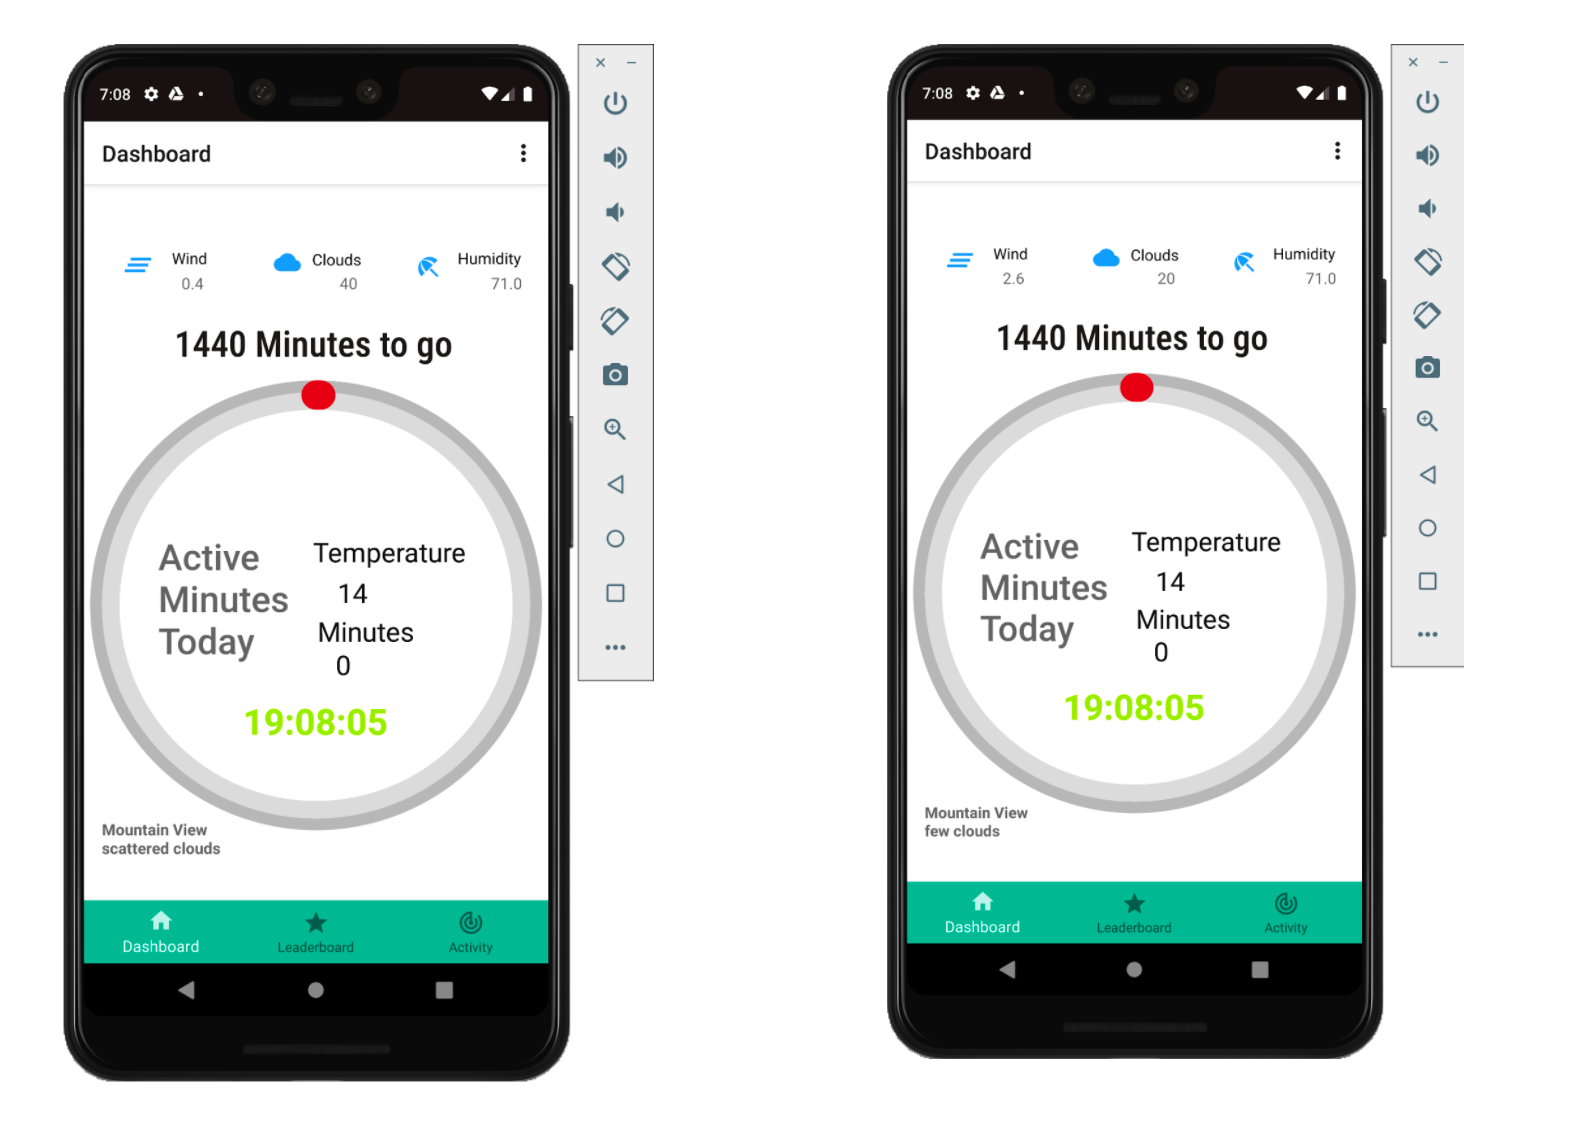 7:08
Dashboard
Wind
0.4
Clouds
40
Humidity
71.0
1440 Minutes to go
Active
Minutes
Today
Temperature
14
Minutes
0
19:08:05
Mountain View
scattered clouds
Dashboard
Leaderboard
Activity
7:08
Dashboard
Wind
2.6
Clouds
20
Humidity
71.0
1440 Minutes to go
Active
Minutes
Today
Temperature
14
Minutes
0
19:08:05
Mountain View
few clouds
Dashboard
Leaderboard
Activity